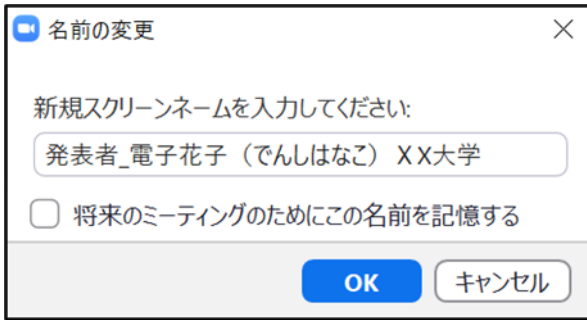 名前の変更
新規スクリーンネームを入力してください:
発表者_電子花子（でんしはなこ）ＸＸ大学
将来のミーティングのためにこの名前を記憶する
OK キャンセル